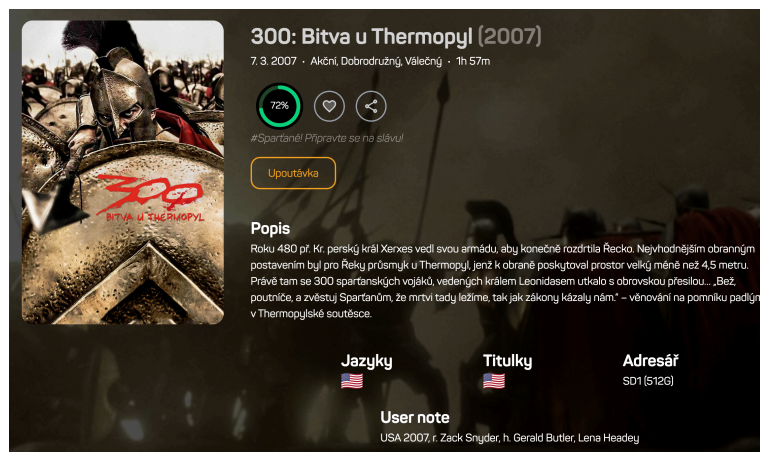 300: Bitva u Thermopyl (2007)
7. 3. 2007 • Akční, Dobrodružný, Válečný • 1h 57m
72%
#Sparťané! Připravte se na slávu!
Upoutávka
300
BITVA U THERMOPYL
Popis
Roku 480 př. Kr. perský král Xerxes vedl svou armádu, aby konečně rozdrtila Řecko. Nejvhodnějším obranným
postavením byl pro Řeky průsmyk u Thermopyl, jenž k obraně poskytoval prostor velký méně než 4,5 metru.
Právě tam se 300 sparťanských vojáků, vedených králem Leonidasem utkalo s obrovskou přesilou... „Bež,
poutníče, a zvěstuj Sparťanům, že mrtvi tady ležíme, tak jak zákony kázaly nám." – věnování na pomníku padlýn
v Thermopylské soutěsce.
Jazyky Titulky Adresář
SD1 (512G)
User note
USA 2007, r. Zack Snyder, h. Gerald Butler, Lena Headey